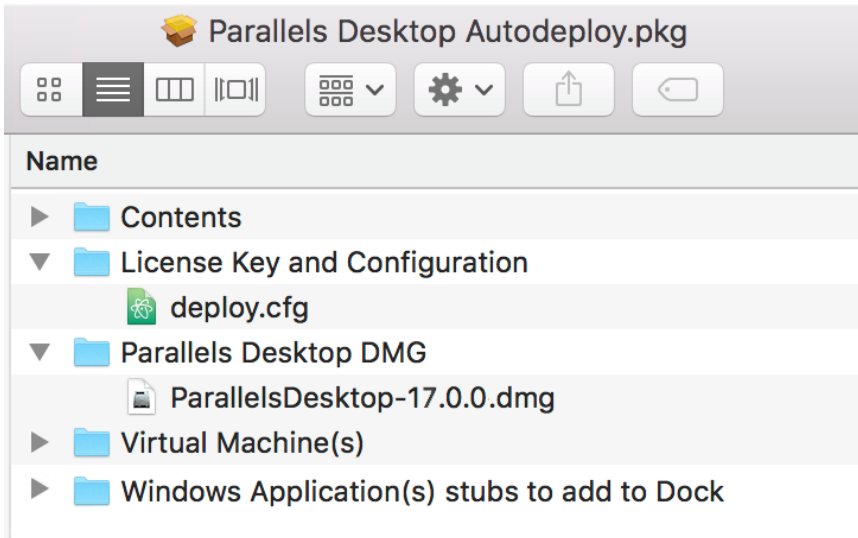 Parallels Desktop Autodeploy.pkg
Name
Contents
License Key and Configuration
deploy.cfg
Parallels Desktop DMG
ParallelsDesktop-17.0.0.dmg
Virtual Machine(s)
Windows Application(s) stubs to add to Dock